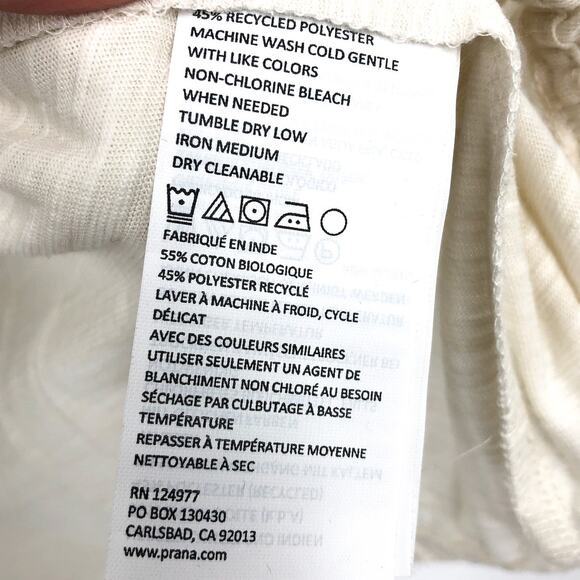 45% RECYCLED POLYESTER
MACHINE WASH COLD GENTLE
WITH LIKE COLORS
NON-CHLORINE BLEACH
WHEN NEEDED
TUMBLE DRY LOW
IRON MEDIUM
DRY CLEANABLE
FABRIQUÉ EN INDE
55% COTON BIOLOGIQUE
45% POLYESTER RECYCLÉ
LAVER À MACHINE À FROID, CYCLE
DÉLICAT
AVEC DES COULEURS SIMILAIRES
UTILISER SEULEMENT UN AGENT DE
BLANCHIMENT NON CHLORÉ AU BESOIN
SÉCHAGE PAR CULBUTAGE À BASSE
TEMPÉRATURE
REPASSER À TEMPÉRATURE MOYENNE
NETTOYABLE À SEC
RN 124977
PO BOX 130430
CARLSBAD, CA 92013
www.prana.com